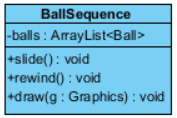 BallSequence
-balls : ArrayList<Ball>
+slide() : void
+rewind() : void
+draw(g : Graphics) : void